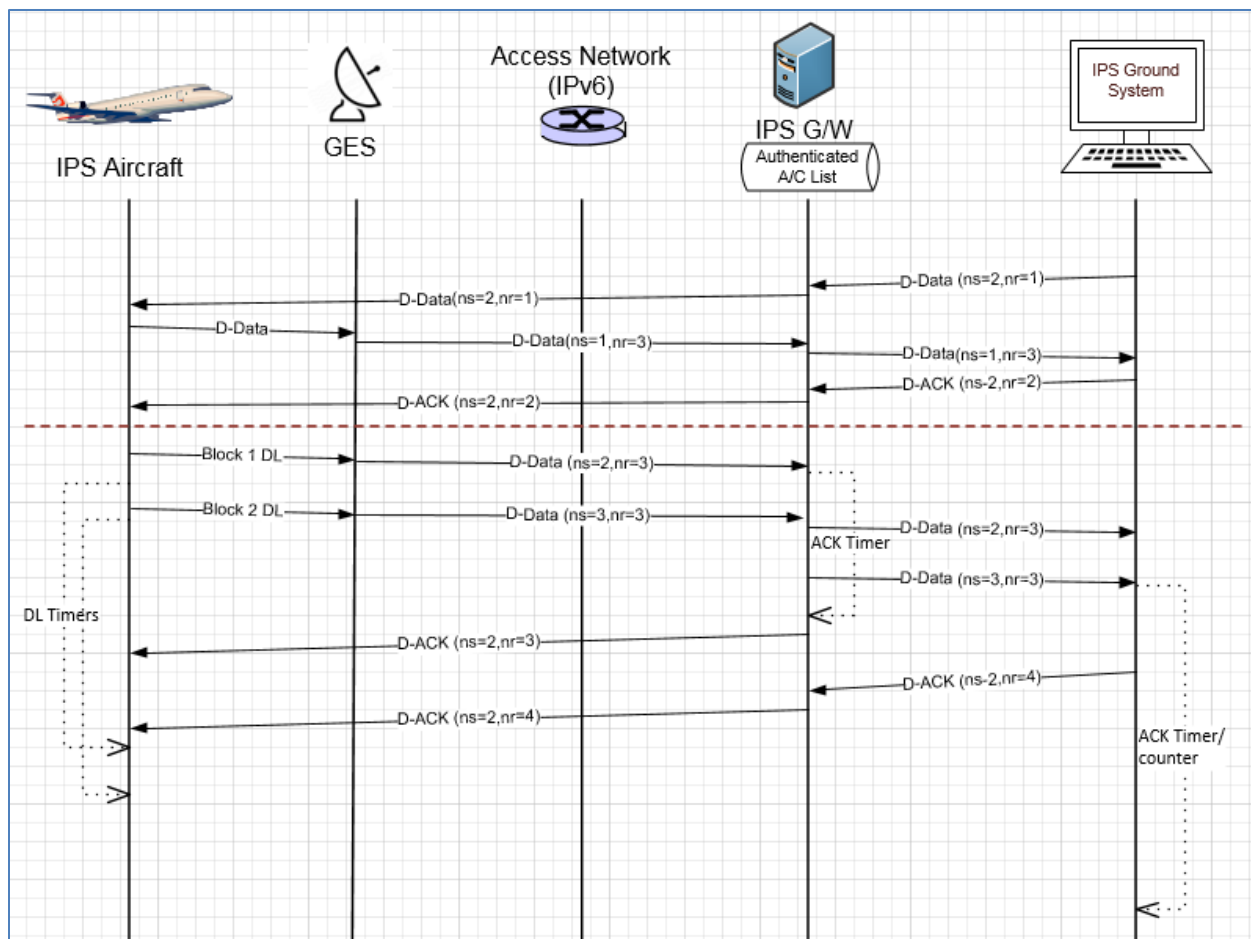 Access Network
(IPv6)
IPS Ground
System
IPS Aircraft
GES
IPS G/W
Authenticated
A/C List
D-Data (ns=2,nr=1)
D-Data(ns=2,nr=1)
D-Data
D-Data(ns=1,nr=3)
D-Data(ns=1,nr=3)
D-ACK (ns-2,nr=2)
D-ACK (ns=2,nr=2)
Block 1 DL
D-Data (ns=2,nr=3)
Block 2 DL
D-Data (ns=3,nr=3)
D-Data (ns=2,nr=3)
ACK Timer
D-Data (ns=3,nr=3)
DL Timers
D-ACK (ns=2,nr=3)
D-ACK (ns-2,nr=4)
D-ACK (ns=2,nr=4)
ACK Timer/
counter